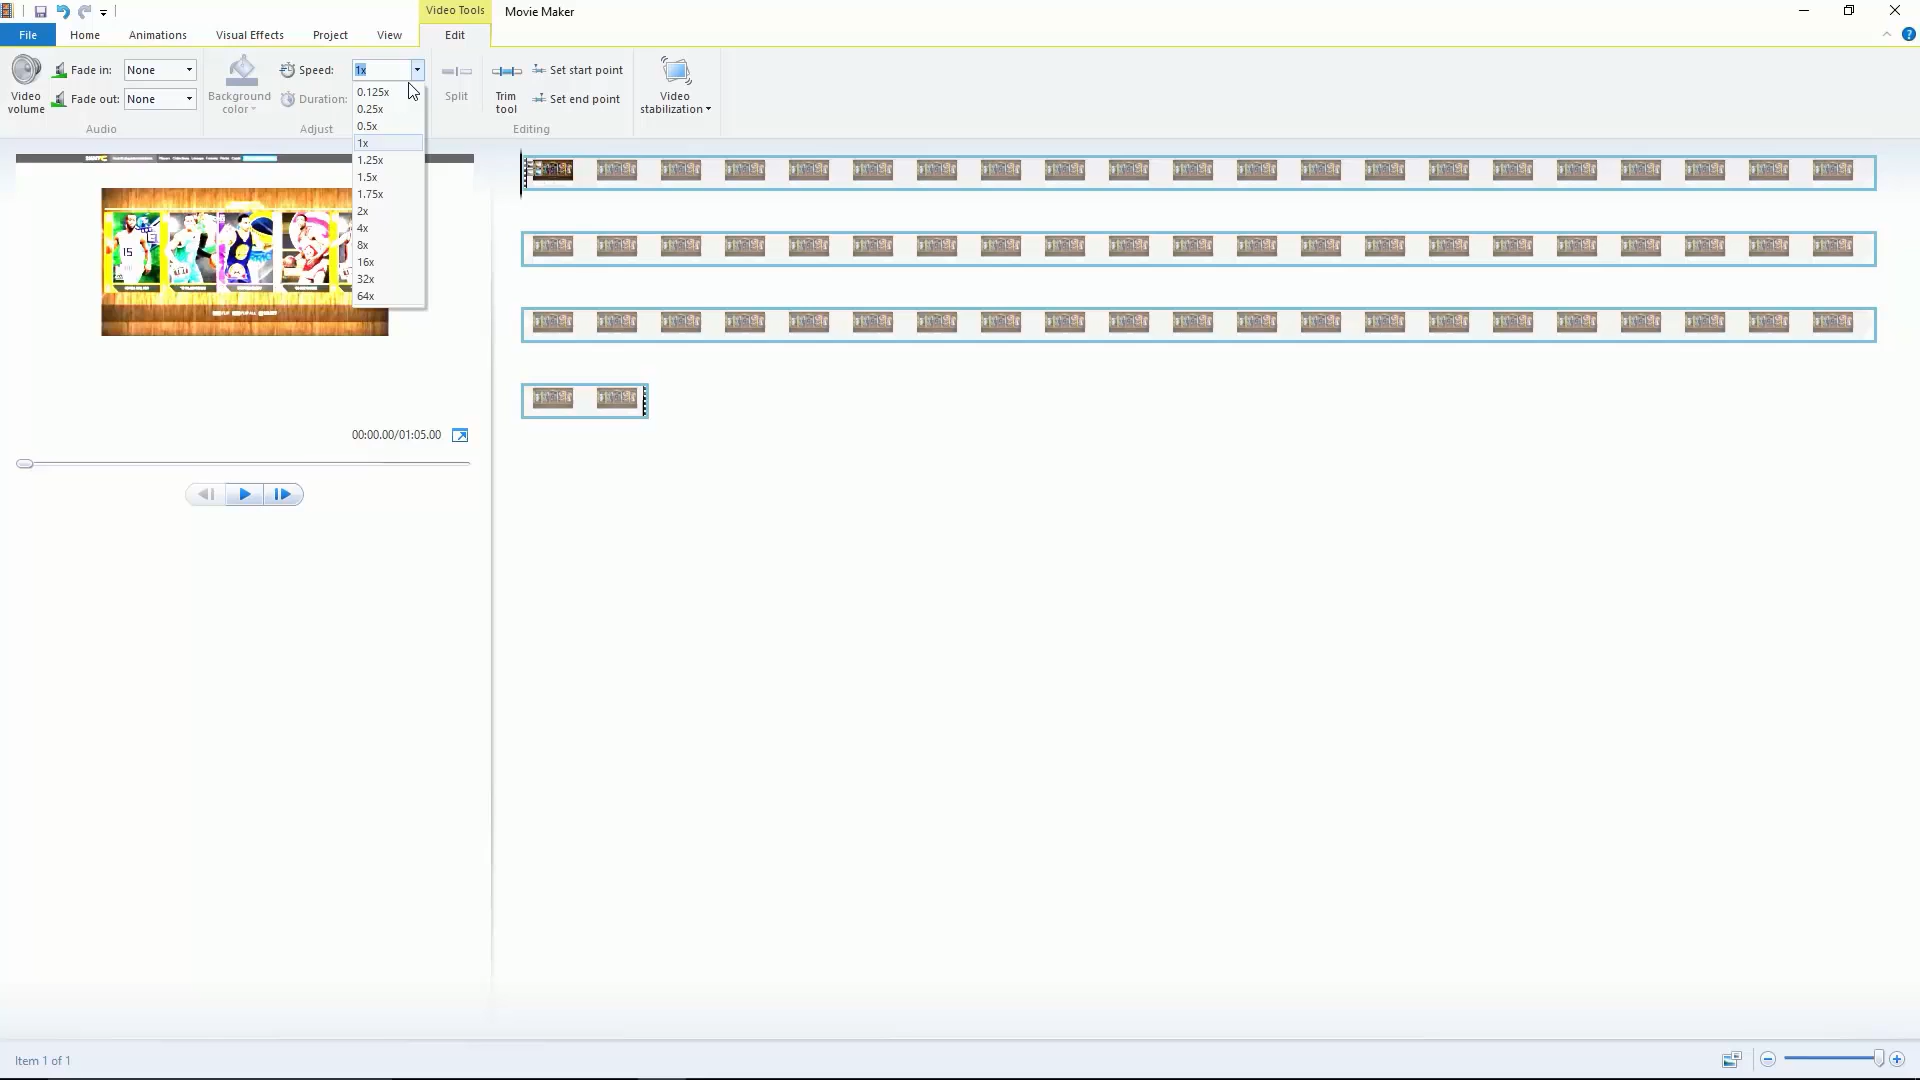 Video Tools
Movie Maker
File
Home
Animations
Visual Effects
Project
View
Edit
Video volume
Fade in:
None
Fade out:
None
Audio
Background color
Speed:
1x
Duration:
Adjust
0.125x
0.25x
0.5x
1x
1.25x
1.5x
1.75x
2x
4x
8x
16x
32x
64x
Split
Trim tool
Set start point
Set end point
Editing
Video stabilization
15
00:00.00/01:05.00
Item 1 of 1